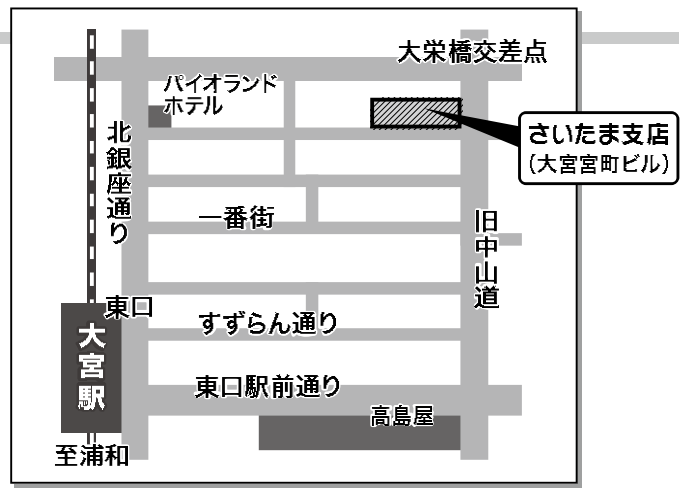 大栄橋交差点
パイオランド
ホテル
さいたま支店
(大宮宮町ビル)
北銀座通り
一番街
旧中山道
東口
すずらん通り
大宮駅
東口駅前通り
高島屋
至浦和